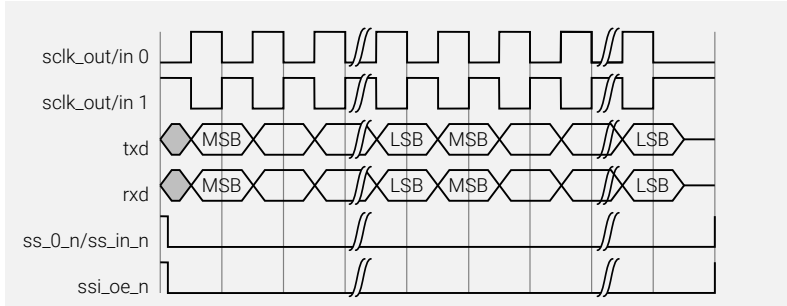 sclk_out/in 0
sclk_out/in 1
txd MSB LSB MSB LSB
rxd MSB LSB MSB LSB
ss_0_n/ss_in_n
ssi_oe_n